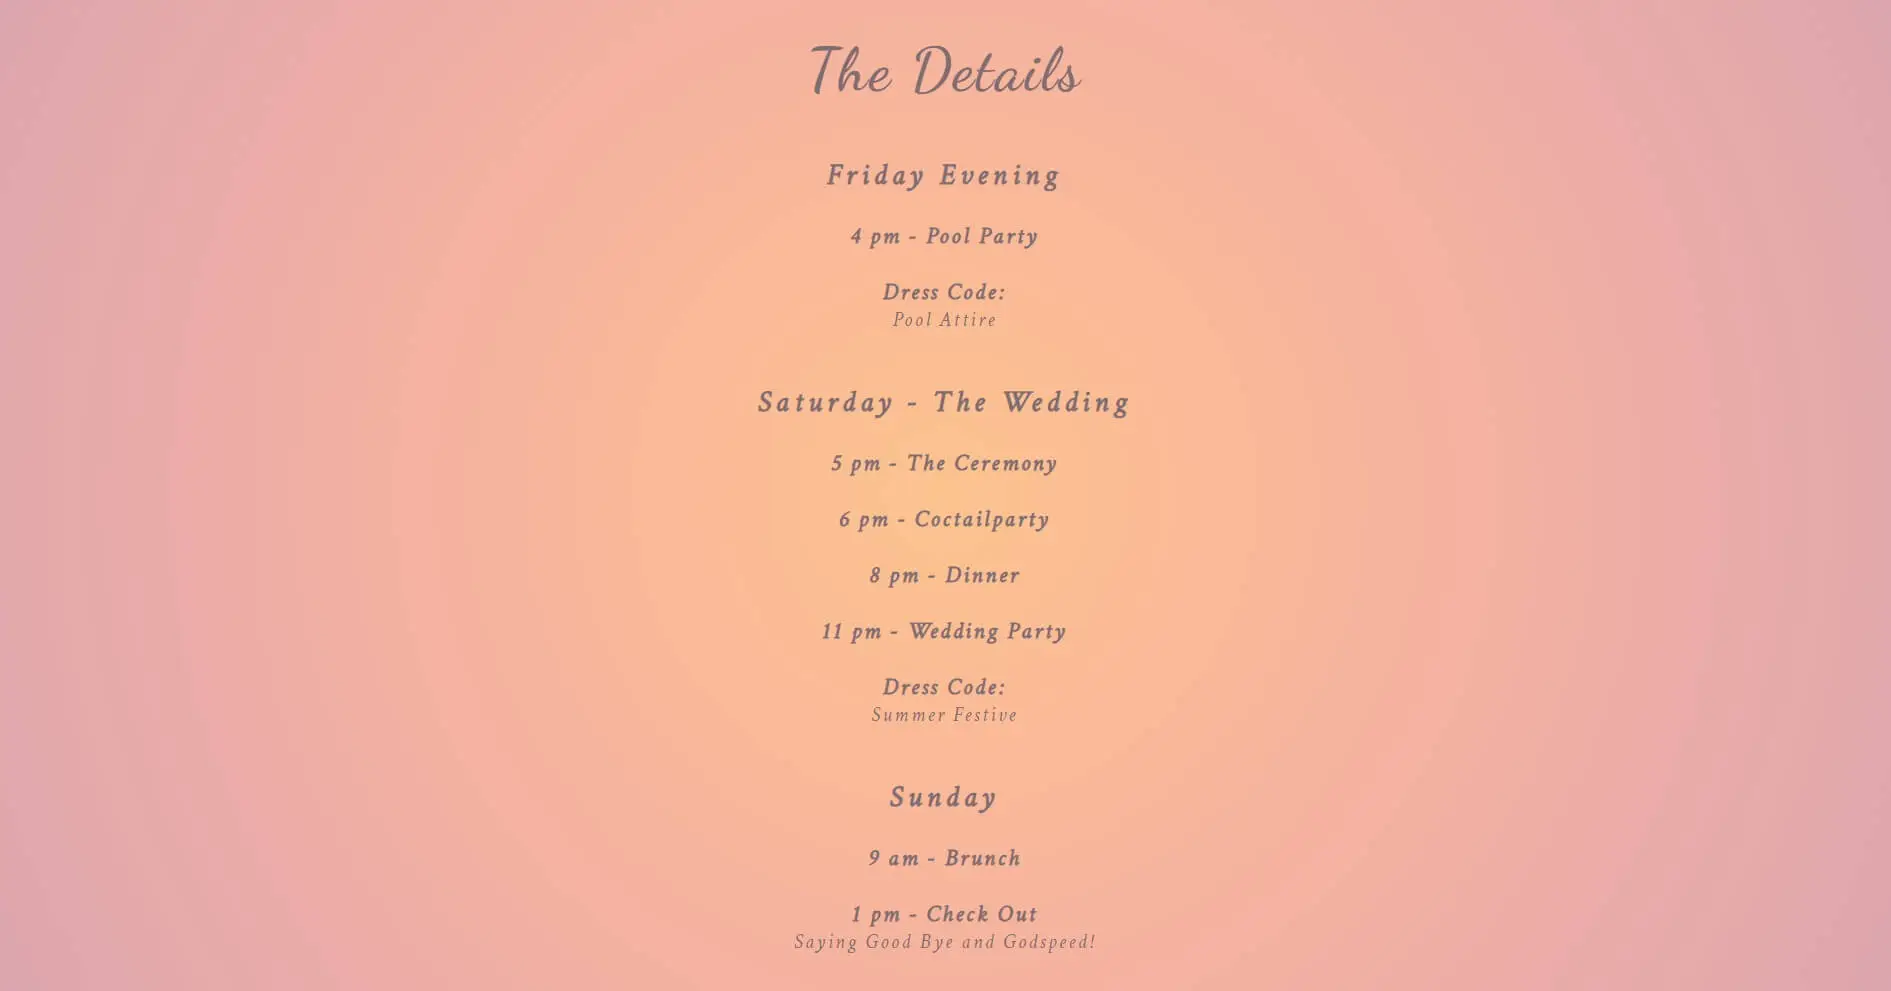 The Details
Friday Evening
4 pm - Pool Party
Dress Code:
Pool Attire
Saturday - The Wedding
5 pm - The Ceremony
6 pm - Coctailparty
8 pm - Dinner
11 pm - Wedding Party
Dress Code:
Summer Festive
Sunday
9 am - Brunch
1 pm - Check Out
Saying Good Bye and Godspeed!